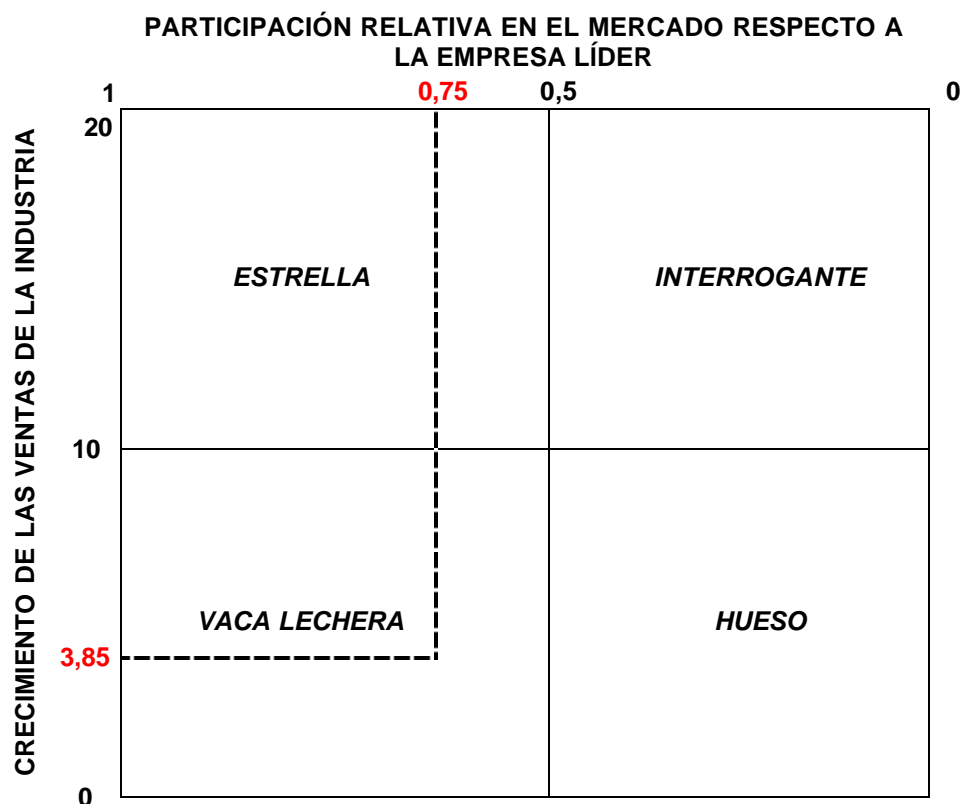 PARTICIPACIÓN RELATIVA EN EL MERCADO RESPECTO A
LA EMPRESA LÍDER
1
0,75
0,5
0
20
CRECIMIENTO DE LAS VENTAS DE LA INDUSTRIA
ESTRELLA
INTERROGANTE
10
VACA LECHERA
HUESO
3,85
0